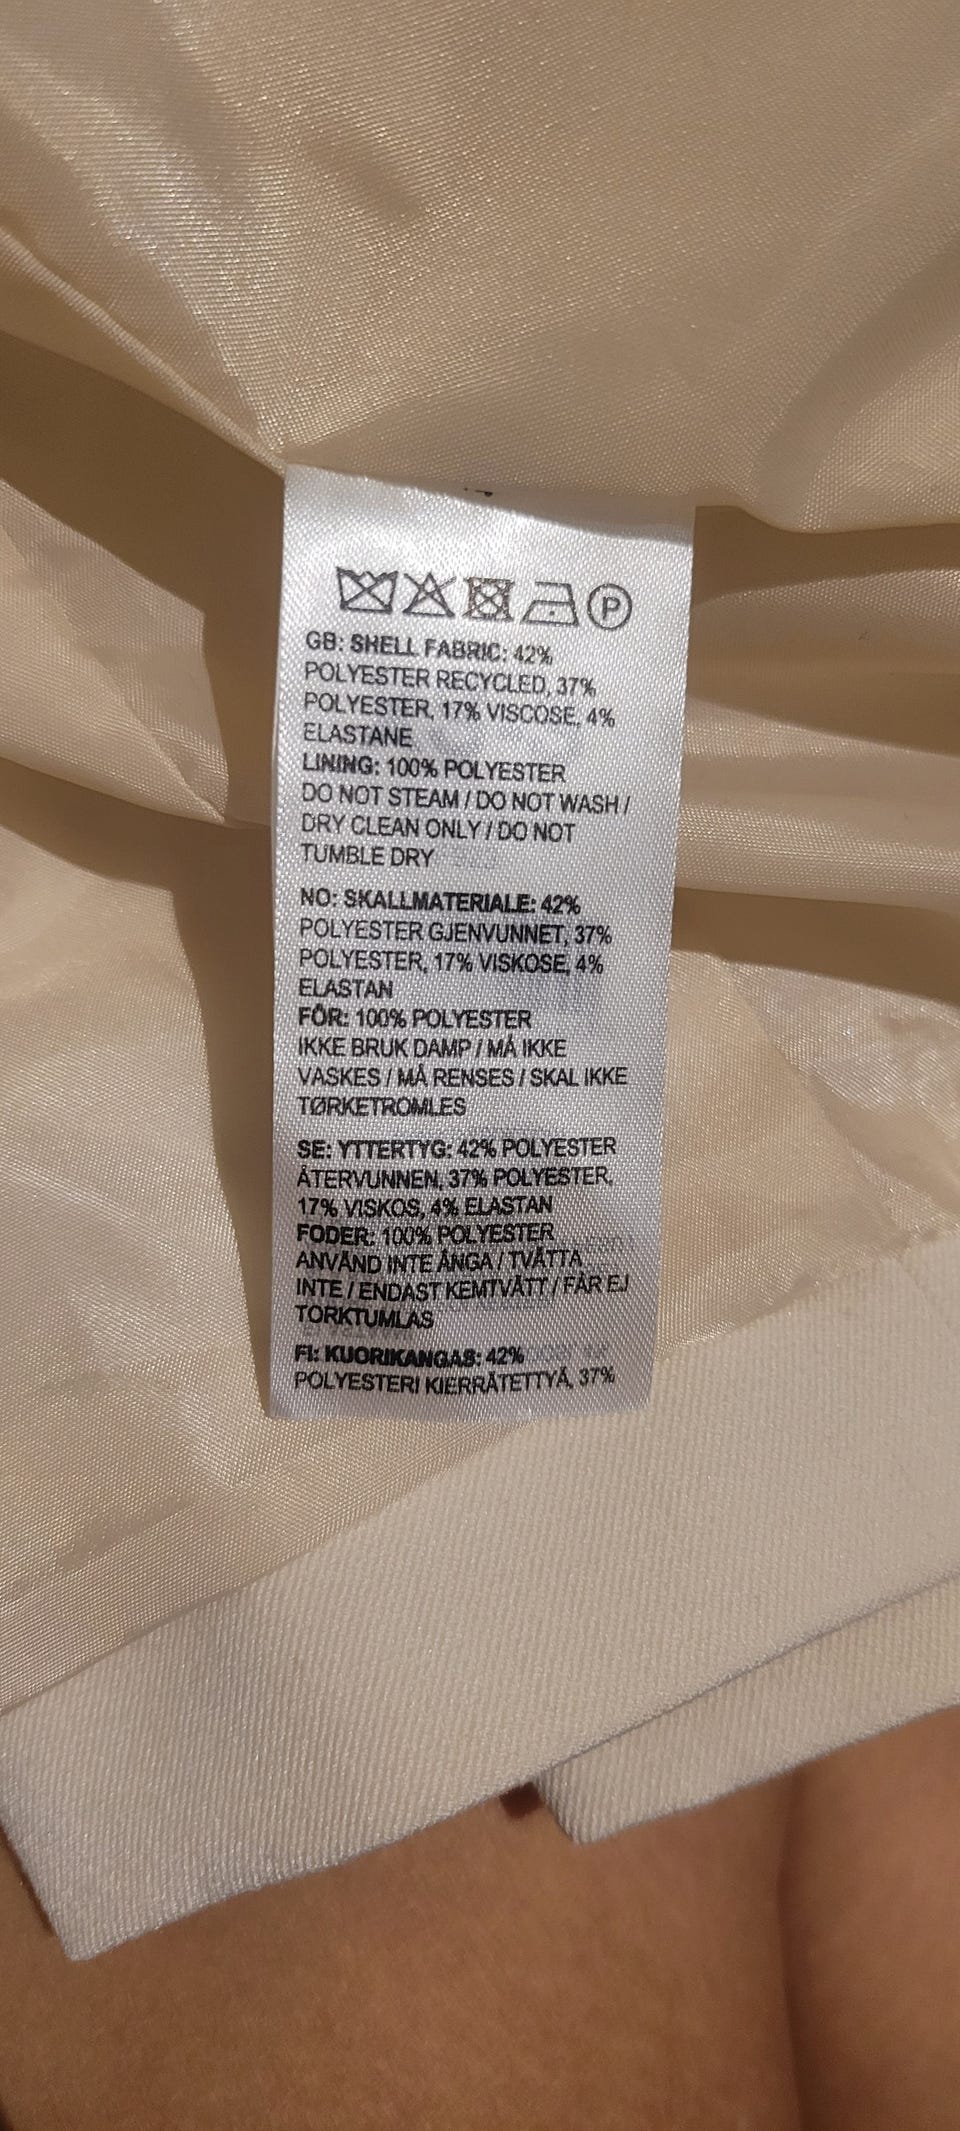 P
GB: SHELL FABRIC: 42%
POLYESTER RECYCLED, 37%
POLYESTER, 17% VISCOSE, 4%
ELASTANE
LINING: 100% POLYESTER
DO NOT STEAM / DO NOT WASH /
DRY CLEAN ONLY / DO NOT
TUMBLE DRY
NO: SKALLMATERIALE: 42%
POLYESTER GJENVUNNET, 37%
POLYESTER, 17% VISKOSE, 4%
ELASTAN
FÔR: 100% POLYESTER
IKKE BRUK DAMP / MÅ IKKE
VASKES / MÅ RENSES / SKAL IKKE
TØRKETROMLES
SE: YTTERTYG: 42% POLYESTER
ÅTERVUNNEN, 37% POLYESTER,
17% VISKOS, 4% ELASTAN
FODER: 100% POLYESTER
ANVÄND INTE ÅNGA / TVÄTTA
INTE / ENDAST KEMTVÄTT / FÅR EJ
TORKTUMLAS
FI: KUORIKANGAS: 42%
POLYESTERI KIERRÄTETTYÄ, 37%